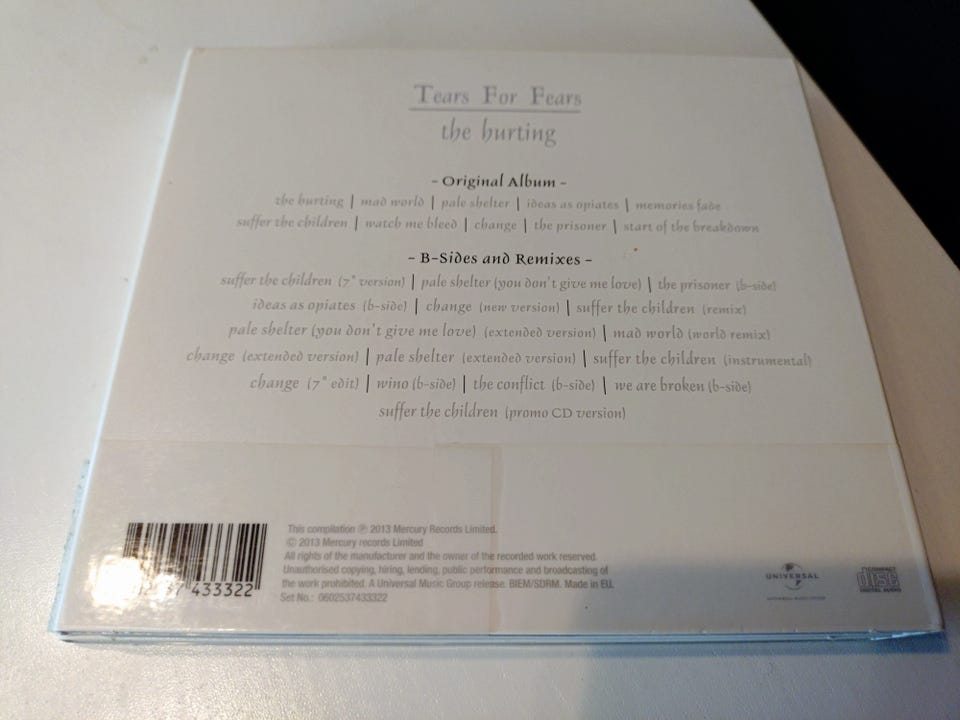 Tears For Fears
the hurting
- Original Album -
the hurting | mad world | pale shelter | ideas as opiates | memories fade
suffer the children | watch me bleed | change | the prisoner | start of the breakdown
- B-Sides and Remixes -
suffer the children (7" version) | pale shelter (you don't give me love) | the prisoner (b-side)
ideas as opiates (b-side) | change (new version) | suffer the children (remix)
pale shelter (you don't give me love) (extended version) | mad world (world remix)
change (extended version) | pale shelter (extended version) | suffer the children (instrumental)
change (7" edit) | wino (b-side) | the conflict (b-side) | we are broken (b-side)
suffer the children (promo CD version)
This compilation ℗ 2013 Mercury Records Limited.
© 2013 Mercury records Limited
All rights of the manufacturer and the owner of the recorded work reserved.
Unauthorised copying, hiring, lending, public performance and broadcasting of
the work prohibited. A Universal Music Group release. BIEM/SDRM. Made in EU.
Set No.: 0602537433322
433322
UNIVERSAL
COMPACT
DISC
DIGITAL AUDIO